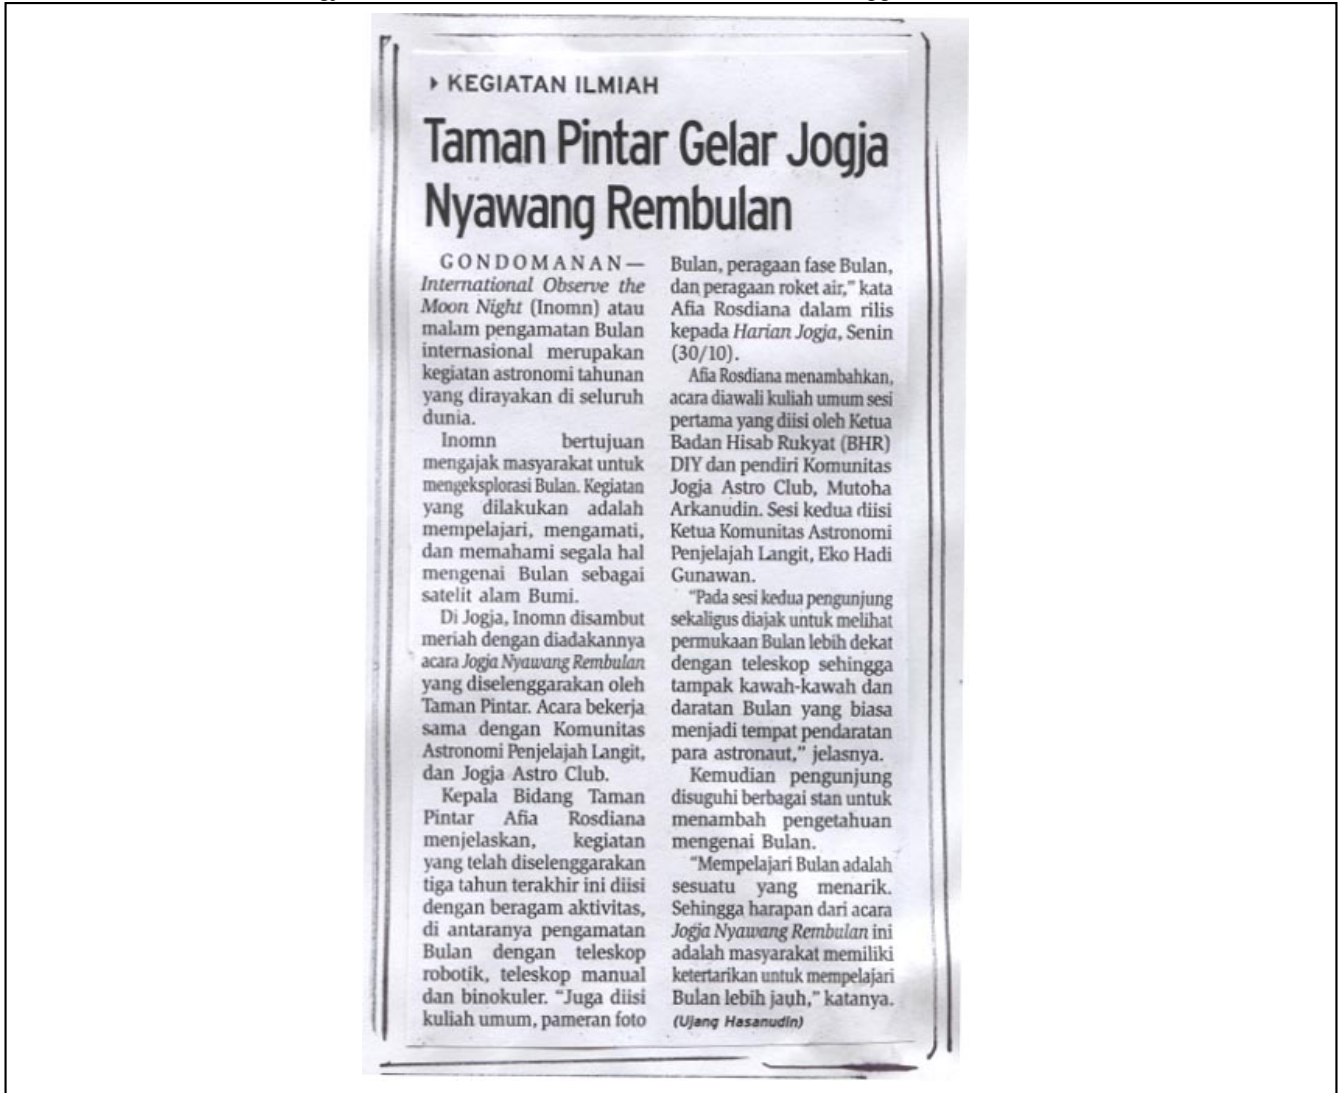 KEGIATAN ILMIAH
Taman Pintar Gelar Jogja
Nyawang Rembulan
GONDOMANAN—
International Observe the
Moon Night (Inomn) atau
malam pengamatan Bulan
internasional merupakan
kegiatan astronomi tahunan
yang dirayakan di seluruh
dunia.
Inomn bertujuan
mengajak masyarakat untuk
mengeksplorasi Bulan. Kegiatan
yang dilakukan adalah
mempelajari, mengamati,
dan memahami segala hal
mengenai Bulan sebagai
satelit alam Bumi.
Di Jogja, Inomn disambut
meriah dengan diadakannya
acara Jogja Nyawang Rembulan
yang diselenggarakan oleh
Taman Pintar. Acara bekerja
sama dengan Komunitas
Astronomi Penjelajah Langit,
dan Jogja Astro Club.
Kepala Bidang Taman
Pintar Afia Rosdiana
menjelaskan, kegiatan
yang telah diselenggarakan
tiga tahun terakhir ini diisi
dengan beragam aktivitas,
di antaranya pengamatan
Bulan dengan teleskop
robotik, teleskop manual
dan binokuler. “Juga diisi
kuliah umum, pameran foto
Bulan, peragaan fase Bulan,
dan peragaan roket air,” kata
Afia Rosdiana dalam rilis
kepada Harian Jogja, Senin
(30/10).
Afia Rosdiana menambahkan,
acara diawali kuliah umum sesi
pertama yang diisi oleh Ketua
Badan Hisab Rukyat (BHR)
DIY dan pendiri Komunitas
Jogja Astro Club, Mutoha
Arkanudin. Sesi kedua diisi
Ketua Komunitas Astronomi
Penjelajah Langit, Eko Hadi
Gunawan.
“Pada sesi kedua pengunjung
sekaligus diajak untuk melihat
permukaan Bulan lebih dekat
dengan teleskop sehingga
tampak kawah-kawah dan
daratan Bulan yang biasa
menjadi tempat pendaratan
para astronaut,” jelasnya.
Kemudian pengunjung
disuguhi berbagai stan untuk
menambah pengetahuan
mengenai Bulan.
“Mempelajari Bulan adalah
sesuatu yang menarik.
Sehingga harapan dari acara
Jogja Nyawang Rembulan ini
adalah masyarakat memiliki
ketertarikan untuk mempelajari
Bulan lebih jauh,” katanya.
(Ujang Hasanudin)